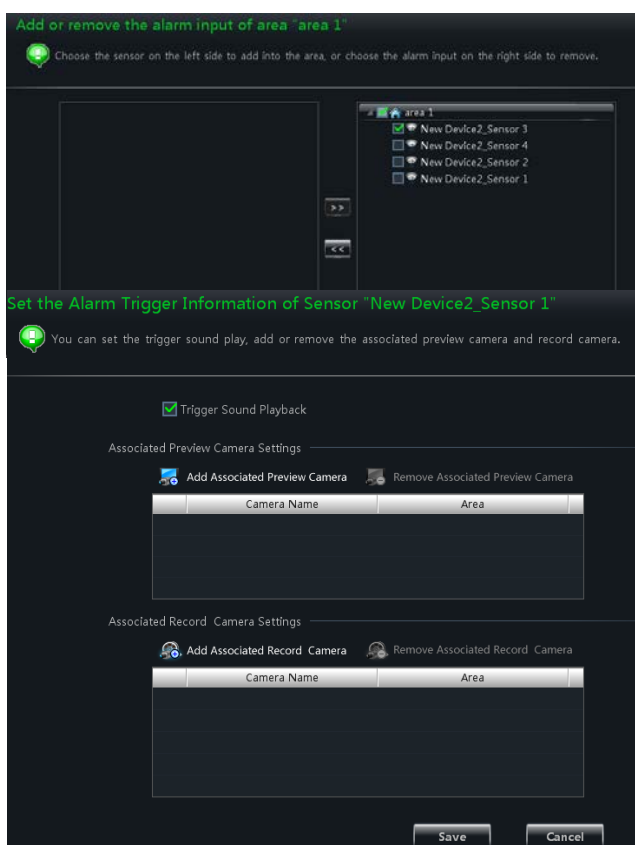 Add or remove the alarm input of area "area 1"
Choose the sensor on the left side to add into the area, or choose the alarm input on the right side to remove.
area 1
New Device2_Sensor 3
New Device2_Sensor 4
New Device2_Sensor 2
New Device2_Sensor 1
>>
<<
Set the Alarm Trigger Information of Sensor "New Device2_Sensor 1"
You can set the trigger sound play, add or remove the associated preview camera and record camera.
Trigger Sound Playback
Associated Preview Camera Settings
Add Associated Preview Camera Remove Associated Preview Camera
Camera Name Area
Associated Record Camera Settings
Add Associated Record Camera Remove Associated Record Camera
Camera Name Area
Save Cancel